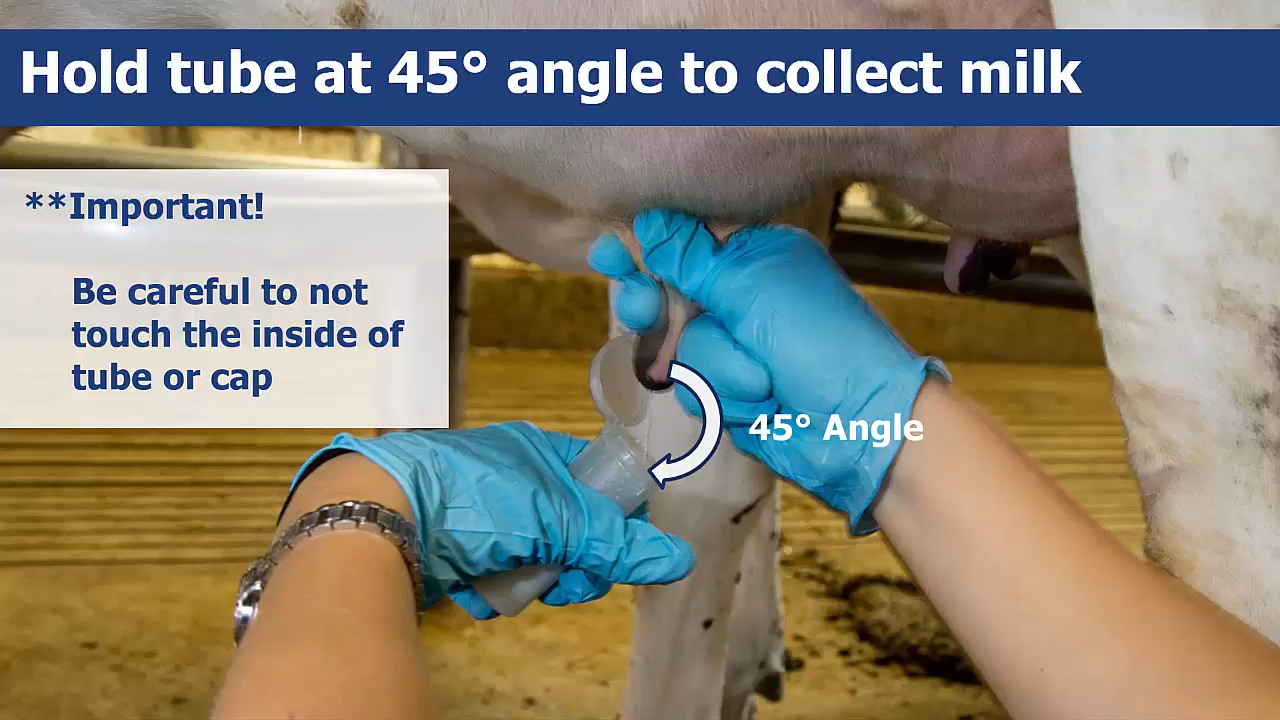 Hold tube at 45° angle to collect milk
**Important!
Be careful to not
touch the inside of
tube or cap
45° Angle